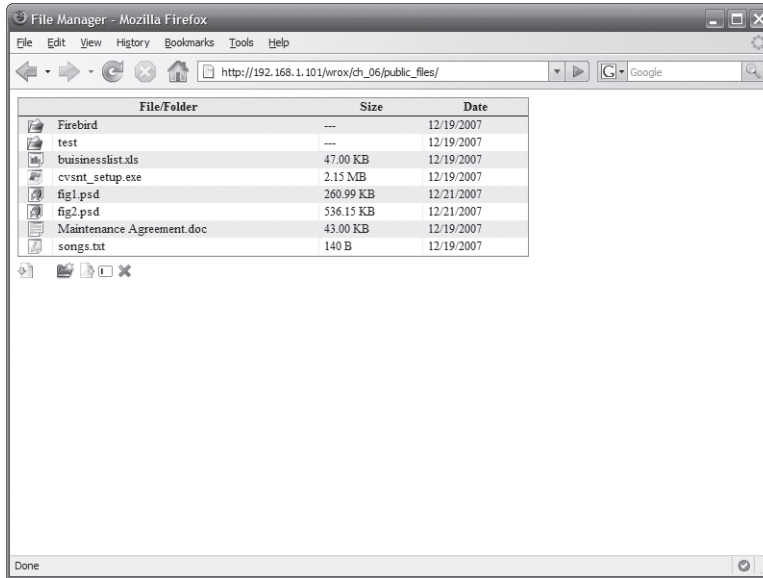 File Manager - Mozilla Firefox
File Edit View History Bookmarks Tools Help
http://192.168.1.101/wrox/ch_06/public_files/
G Google
File/Folder Size Date
Firebird --- 12/19/2007
test --- 12/19/2007
buisinesslist.xls 47.00 KB 12/19/2007
cvsnt_setup.exe 2.15 MB 12/19/2007
fig1.psd 260.99 KB 12/21/2007
fig2.psd 536.15 KB 12/21/2007
Maintenance Agreement.doc 43.00 KB 12/19/2007
songs.txt 140 B 12/19/2007
Done